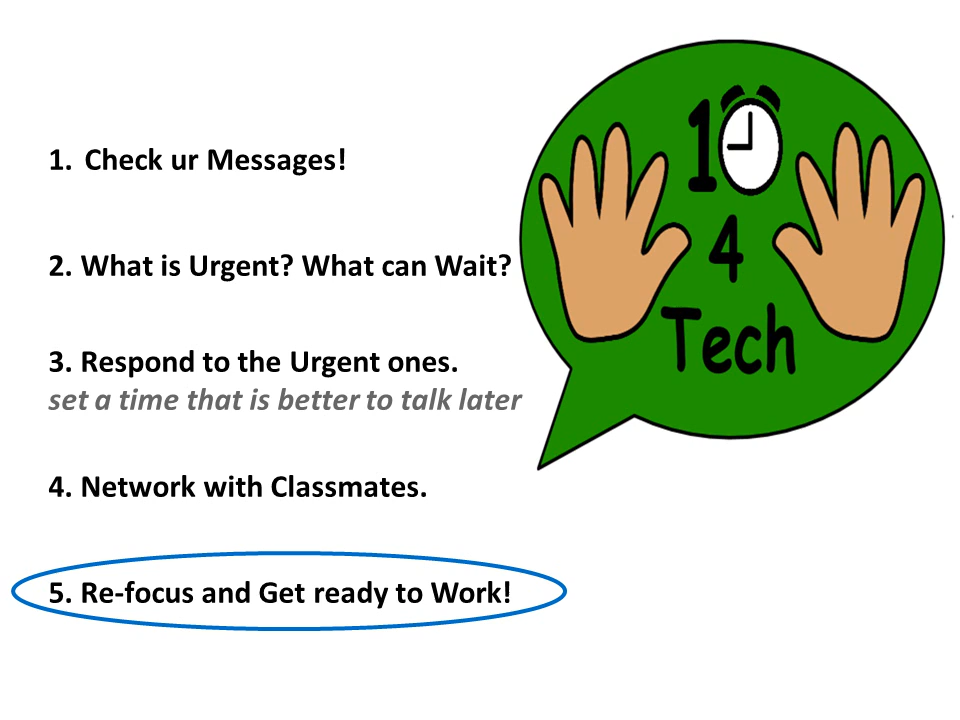 1. Check ur Messages!
2. What is Urgent? What can Wait?
3. Respond to the Urgent ones.
set a time that is better to talk later
4. Network with Classmates.
5. Re-focus and Get ready to Work!
10
4
Tech